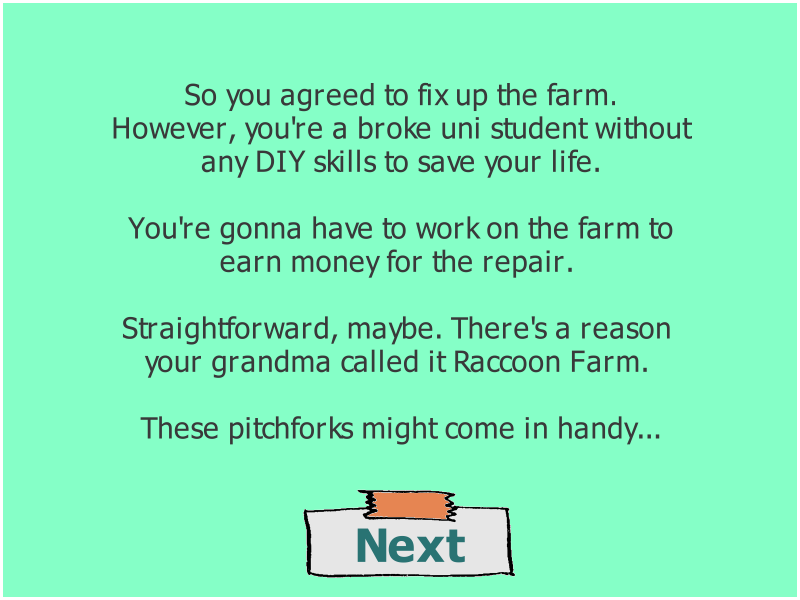 So you agreed to fix up the farm.
However, you're a broke uni student without
any DIY skills to save your life.
You're gonna have to work on the farm to
earn money for the repair.
Straightforward, maybe. There's a reason
your grandma called it Raccoon Farm.
These pitchforks might come in handy...
Next